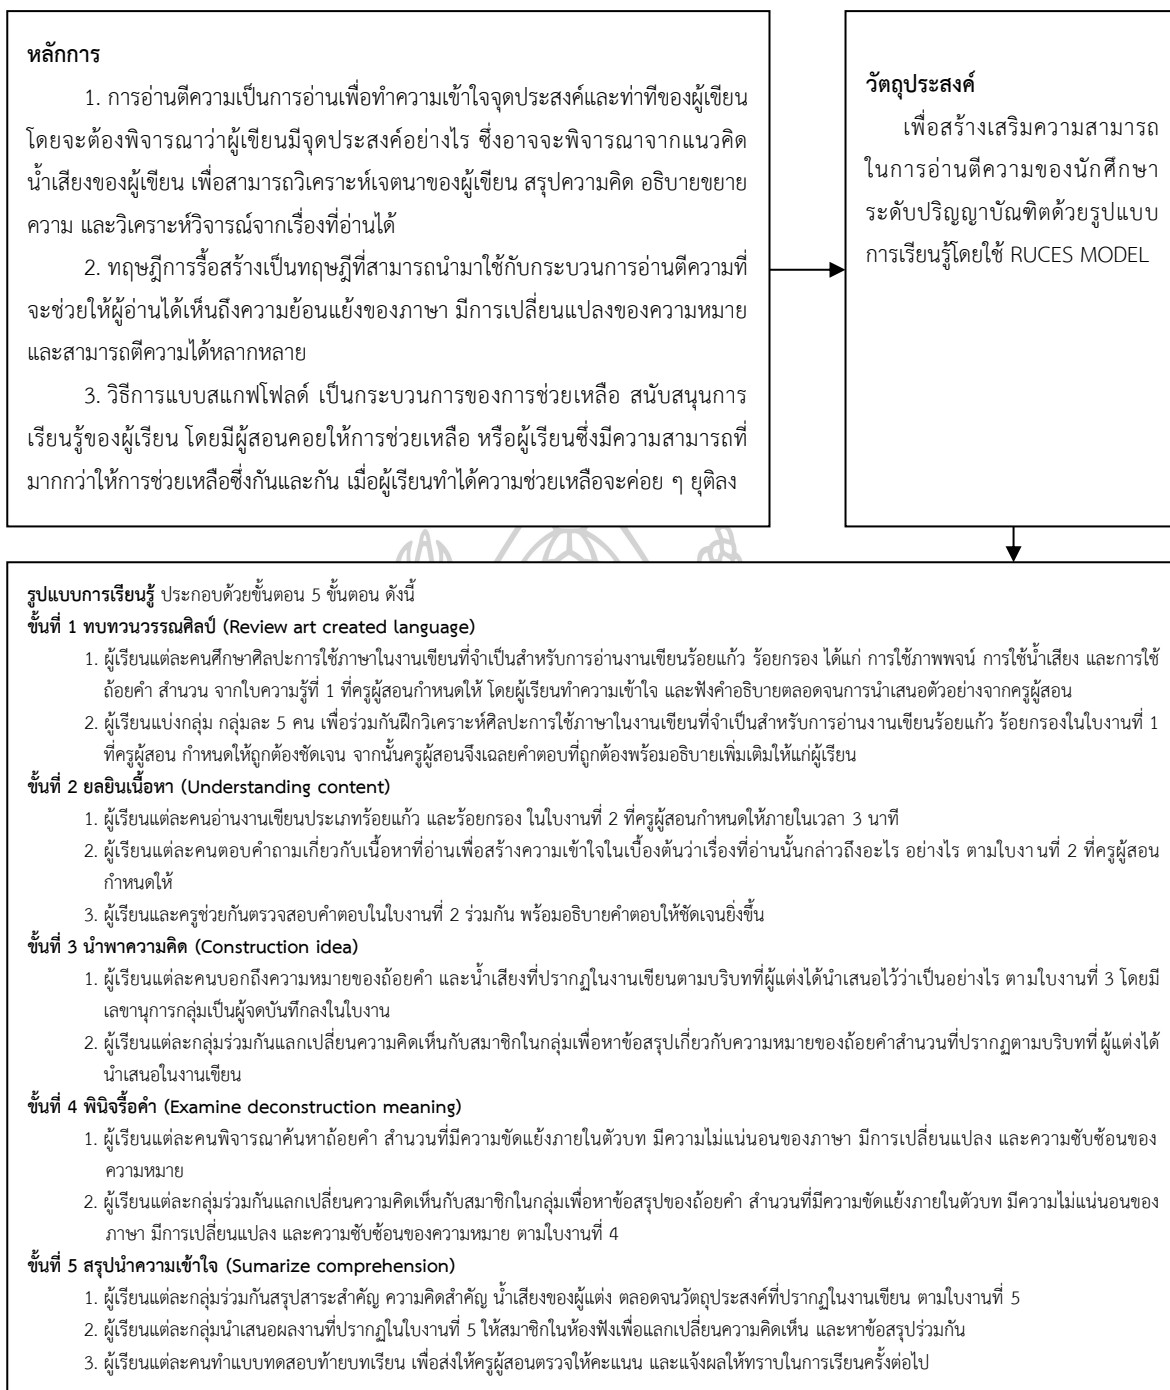 หลักการ
1. การอ่านตีความเป็นการอ่านเพื่อทำความเข้าใจจุดประสงค์และท่าทีของผู้เขียน
โดยจะต้องพิจารณาว่าผู้เขียนมีจุดประสงค์อย่างไร ซึ่งอาจจะพิจารณาจากแนวคิด
น้ำเสียงของผู้เขียน เพื่อสามารถวิเคราะห์เจตนาของผู้เขียน สรุปความคิด อธิบายขยาย
ความ และวิเคราะห์วิจารณ์จากเรื่องที่อ่านได้
2. ทฤษฎีการรื้อสร้างเป็นทฤษฎีที่สามารถนำมาใช้กับกระบวนการอ่านตีความที่
จะช่วยให้ผู้อ่านได้เห็นถึงความย้อนแย้งของภาษา มีการเปลี่ยนแปลงของความหมาย
และสามารถตีความได้หลากหลาย
3. วิธีการแบบสแกฟโฟลด์ เป็นกระบวนการของการช่วยเหลือ สนับสนุนการ
เรียนรู้ของผู้เรียน โดยมีผู้สอนคอยให้การช่วยเหลือ หรือผู้เรียนซึ่งมีความสามารถที่
มากกว่าให้การช่วยเหลือซึ่งกันและกัน เมื่อผู้เรียนทำได้ความช่วยเหลือจะค่อย ๆ ยุติลง
วัตถุประสงค์
เพื่อสร้างเสริมความสามารถ
ในการอ่านตีความของนักศึกษา
ระดับปริญญาบัณฑิตด้วยรูปแบบ
การเรียนรู้โดยใช้ RUCES MODEL
รูปแบบการเรียนรู้ ประกอบด้วยขั้นตอน 5 ขั้นตอน ดังนี้
ขั้นที่ 1 ทบทวนวรรณศิลป์ (Review art created language)
1. ผู้เรียนแต่ละคนศึกษาศิลปะการใช้ภาษาในงานเขียนที่จำเป็นสำหรับการอ่านงานเขียนร้อยแก้ว ร้อยกรอง ได้แก่ การใช้ภาพพจน์ การใช้น้ำเสียง และการใช้
ถ้อยคำ สำนวน จากใบความรู้ที่ 1 ที่ครูผู้สอนกำหนดให้ โดยผู้เรียนทำความเข้าใจ และฟังคำอธิบายตลอดจนการนำเสนอตัวอย่างจากครูผู้สอน
2. ผู้เรียนแบ่งกลุ่ม กลุ่มละ 5 คน เพื่อร่วมกันฝึกวิเคราะห์ศิลปะการใช้ภาษาในงานเขียนที่จำเป็นสำหรับการอ่านงานเขียนร้อยแก้ว ร้อยกรองในใบงานที่ 1
ที่ครูผู้สอน กำหนดให้ถูกต้องชัดเจน จากนั้นครูผู้สอนจึงเฉลยคำตอบที่ถูกต้องพร้อมอธิบายเพิ่มเติมให้แก่ผู้เรียน
ขั้นที่ 2 ยลยินเนื้อหา (Understanding content)
1. ผู้เรียนแต่ละคนอ่านงานเขียนประเภทร้อยแก้ว และร้อยกรอง ในใบงานที่ 2 ที่ครูผู้สอนกำหนดให้ภายในเวลา 3 นาที
2. ผู้เรียนแต่ละคนตอบคำถามเกี่ยวกับเนื้อหาที่อ่านเพื่อสร้างความเข้าใจในเบื้องต้นว่าเรื่องที่อ่านนั้นกล่าวถึงอะไร อย่างไร ตามใบงานที่ 2 ที่ครูผู้สอน
กำหนดให้
3. ผู้เรียนและครูช่วยกันตรวจสอบคำตอบในใบงานที่ 2 ร่วมกัน พร้อมอธิบายคำตอบให้ชัดเจนยิ่งขึ้น
ขั้นที่ 3 นำพาความคิด (Construction idea)
1. ผู้เรียนแต่ละคนบอกถึงความหมายของถ้อยคำ และน้ำเสียงที่ปรากฏในงานเขียนตามบริบทที่ผู้แต่งได้นำเสนอไว้ว่าเป็นอย่างไร ตามใบงานที่ 3 โดยมี
เลขานุการกลุ่มเป็นผู้จดบันทึกลงในใบงาน
2. ผู้เรียนแต่ละกลุ่มร่วมกันแลกเปลี่ยนความคิดเห็นกับสมาชิกในกลุ่มเพื่อหาข้อสรุปเกี่ยวกับความหมายของถ้อยคำสำนวนที่ปรากฏตามบริบทที่ ผู้แต่งได้
นำเสนอในงานเขียน
ขั้นที่ 4 พินิจรื้อคำ (Examine deconstruction meaning)
1. ผู้เรียนแต่ละคนพิจารณาค้นหาถ้อยคำ สำนวนที่มีความขัดแย้งภายในตัวบท มีความไม่แน่นอนของภาษา มีการเปลี่ยนแปลง และความซับซ้อนของ
ความหมาย
2. ผู้เรียนแต่ละกลุ่มร่วมกันแลกเปลี่ยนความคิดเห็นกับสมาชิกในกลุ่มเพื่อหาข้อสรุปของถ้อยคำ สำนวนที่มีความขัดแย้งภายในตัวบท มีความไม่แน่นอนของ
ภาษา มีการเปลี่ยนแปลง และความซับซ้อนของความหมาย ตามใบงานที่ 4
ขั้นที่ 5 สรุปนำความเข้าใจ (Sumarize comprehension)
1. ผู้เรียนแต่ละกลุ่มร่วมกันสรุปสาระสำคัญ ความคิดสำคัญ น้ำเสียงของผู้แต่ง ตลอดจนวัตถุประสงค์ที่ปรากฏในงานเขียน ตามใบงานที่ 5
2. ผู้เรียนแต่ละกลุ่มนำเสนอผลงานที่ปรากฏในใบงานที่ 5 ให้สมาชิกในห้องฟังเพื่อแลกเปลี่ยนความคิดเห็น และหาข้อสรุปร่วมกัน
3. ผู้เรียนแต่ละคนทำแบบทดสอบท้ายบทเรียน เพื่อส่งให้ครูผู้สอนตรวจให้คะแนน และแจ้งผลให้ทราบในการเรียนครั้งต่อไป